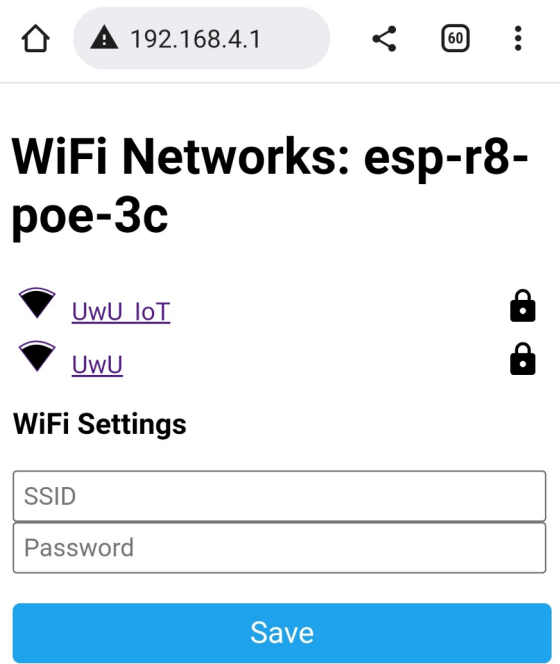 192.168.4.1
60
WiFi Networks: esp-r8-
poe-3c
UwU_IoT
UwU
WiFi Settings
SSID
Password
Save